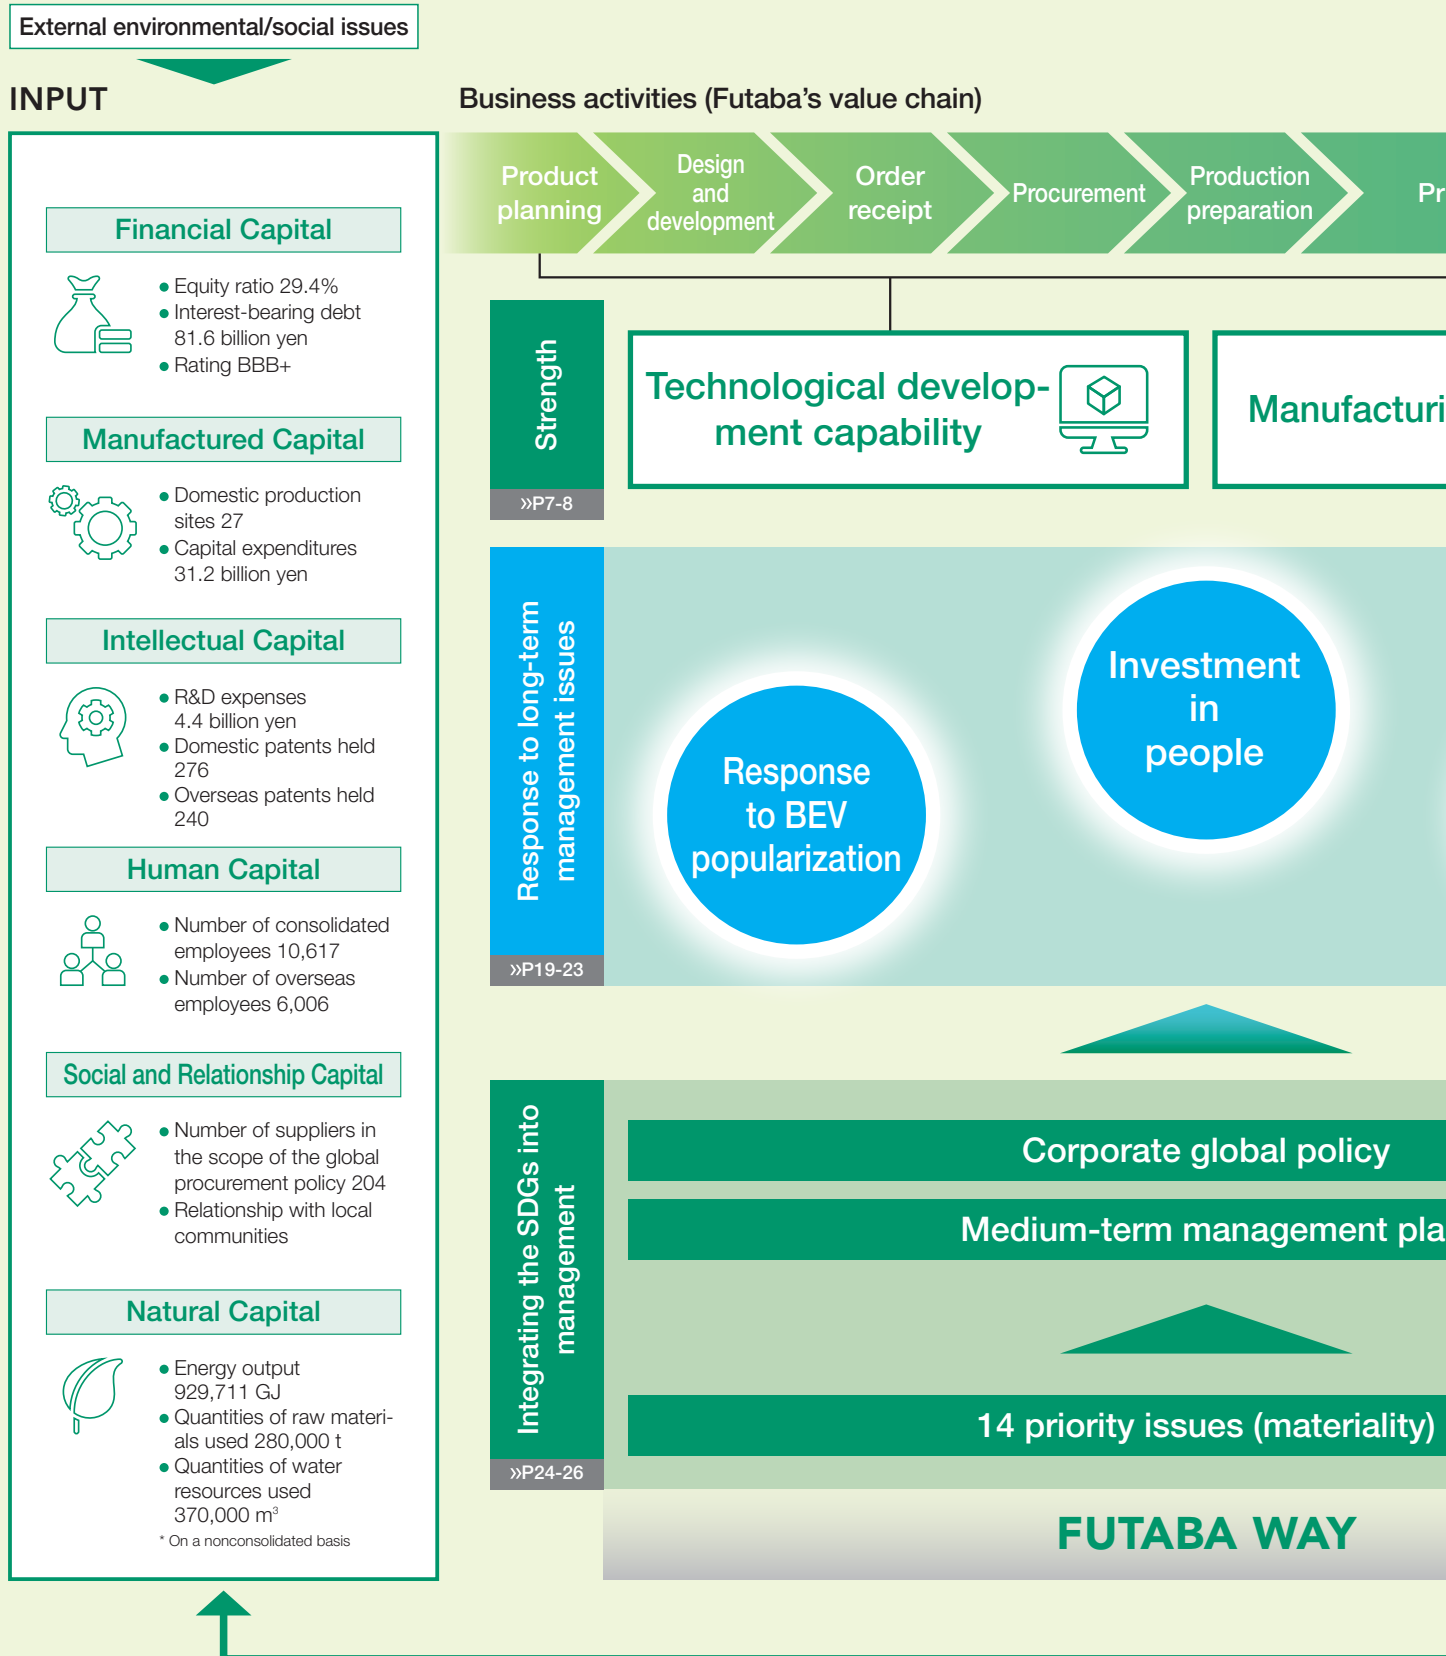 External environmental/social issues
INPUT
Financial Capital
• Equity ratio 29.4%
• Interest-bearing debt
81.6 billion yen
• Rating BBB+
Manufactured Capital
• Domestic production
sites 27
• Capital expenditures
31.2 billion yen
Intellectual Capital
• R&D expenses
4.4 billion yen
• Domestic patents held
276
• Overseas patents held
240
Human Capital
• Number of consolidated
employees 10,617
• Number of overseas
employees 6,006
Social and Relationship Capital
• Number of suppliers in
the scope of the global
procurement policy 204
• Relationship with local
communities
Natural Capital
• Energy output
929,711 GJ
• Quantities of raw materi-
als used 280,000 t
• Quantities of water
resources used
370,000 m³
* On a nonconsolidated basis
Business activities (Futaba’s value chain)
Product
planning
Design
and
development
Order
receipt
Procurement
Production
preparation
Pr
Strength
»P7-8
Technological develop-
ment capability
Manufacturi
Response to long-term
management issues
»P19-23
Response
to BEV
popularization
Investment
in
people
Integrating the SDGs into
management
»P24-26
Corporate global policy
Medium-term management pla
14 priority issues (materiality)
FUTABA WAY